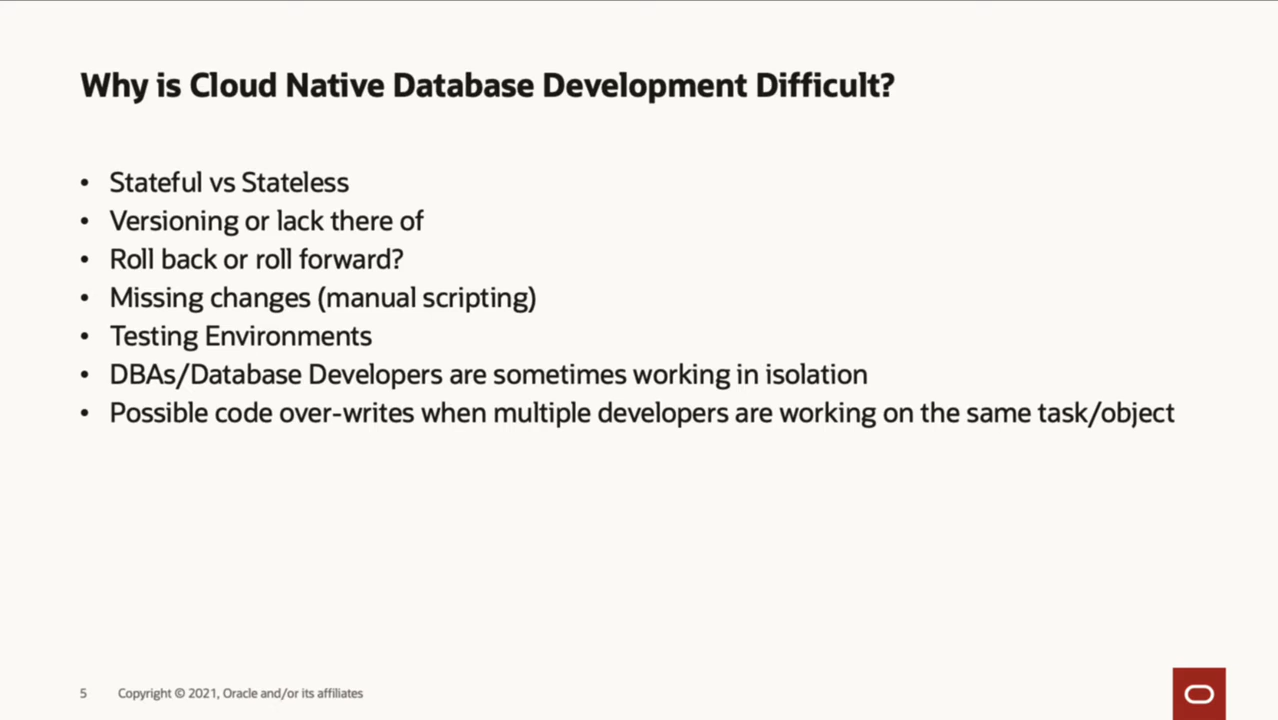 Why is Cloud Native Database Development Difficult?
• Stateful vs Stateless
• Versioning or lack there of
• Roll back or roll forward?
• Missing changes (manual scripting)
• Testing Environments
• DBAs/Database Developers are sometimes working in isolation
• Possible code over-writes when multiple developers are working on the same task/object
5 Copyright © 2021, Oracle and/or its affiliates